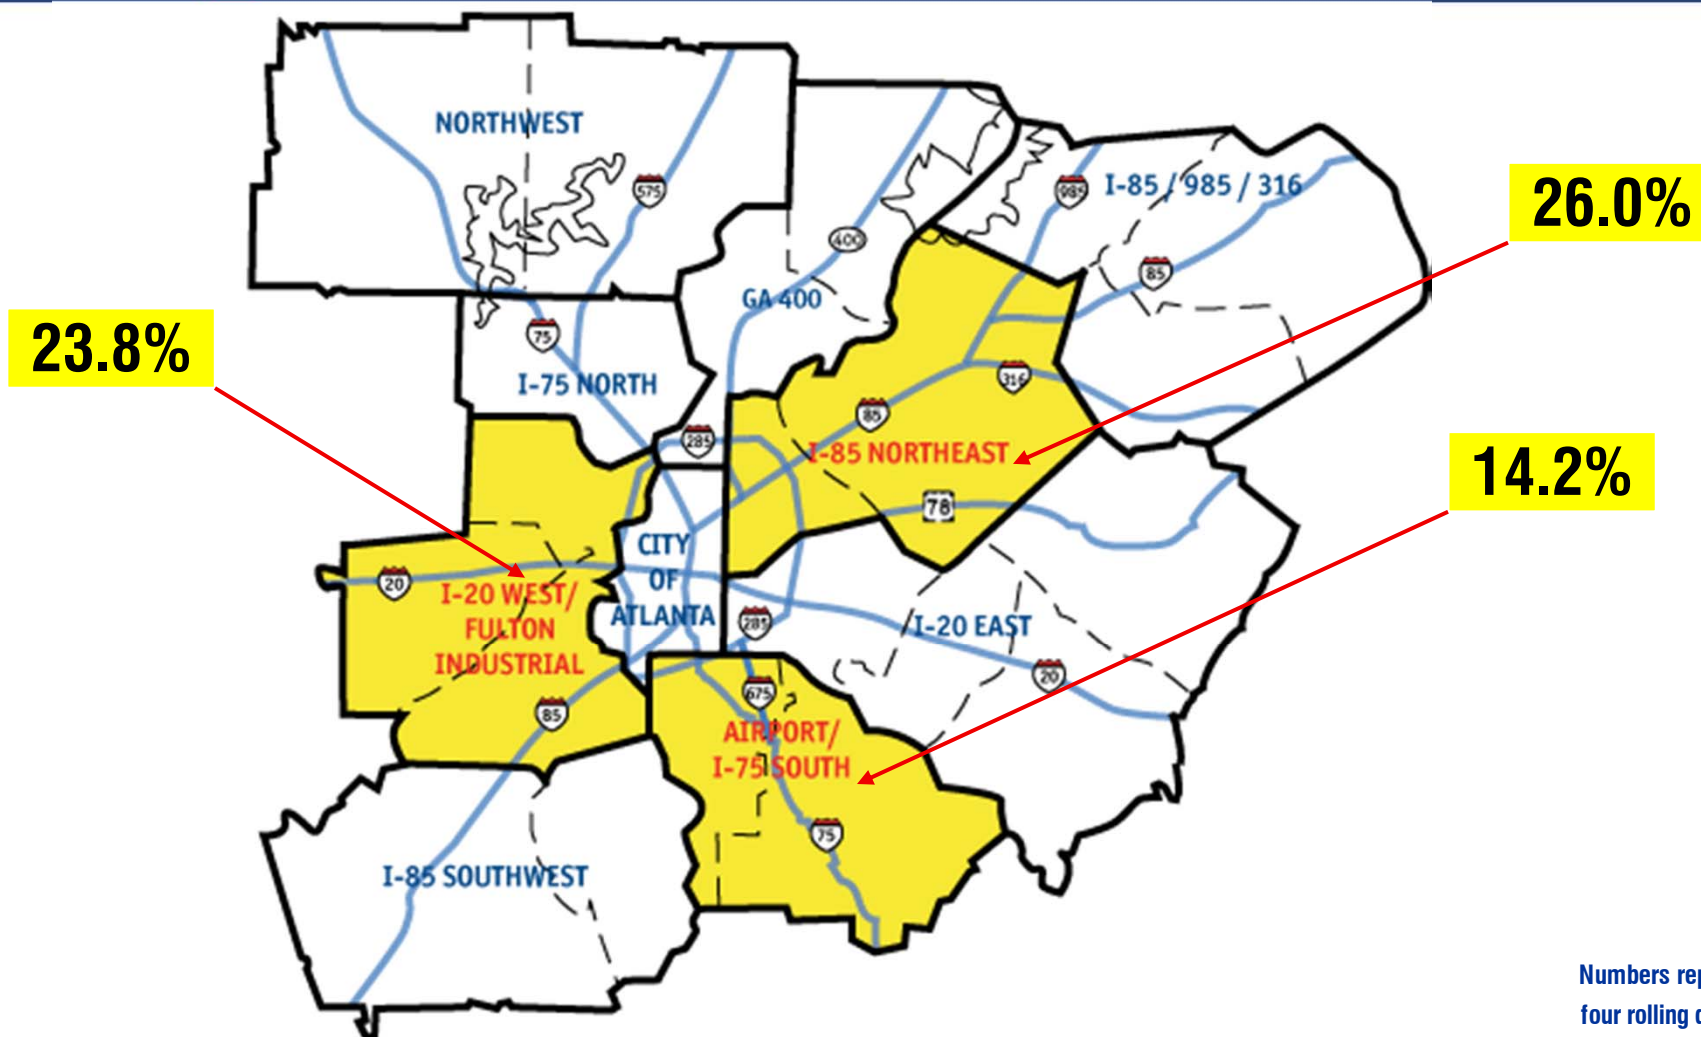 NORTHWEST
575
985
I-85 / 985 / 316
26.0%
400
85
GA 400
23.8%
75
I-75 NORTH
316
85
285
I-85 NORTHEAST
14.2%
78
CITY
OF
ATLANTA
20
I-20 WEST/
FULTON
INDUSTRIAL
285
I-20 EAST
20
675
85
AIRPORT/
I-75 SOUTH
75
I-85 SOUTHWEST
Numbers rep
four rolling